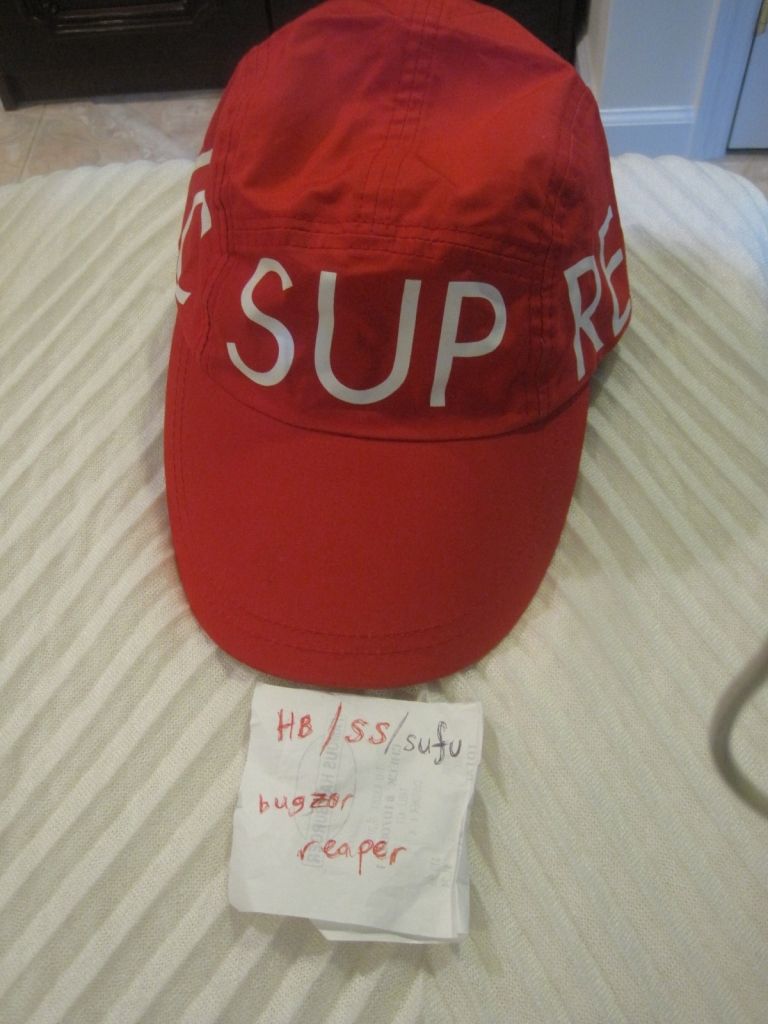 C SUP RE
HB / SS / sufu
bugzor
reaper